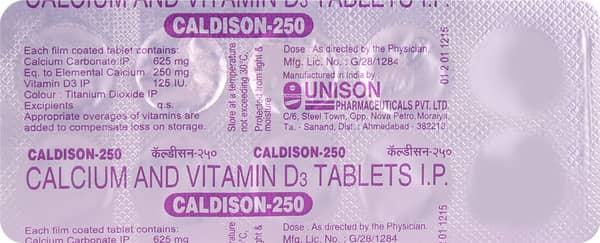 CALCIUM AND VITAMIN D3 TABLETS I.P.
CALDISON-250
Each film coated tablet contains:
Calcium Carbonate IP 625 mg
Eq. to Elemental Calcium 250 mg
Vitamin D3 IP 125 IU.
Colour : Titanium Dioxide IP
Excipients q.s.
Appropriate overages of vitamins are
added to compensate loss on storage.
Store at a temperature
not exceeding 30°C,
Protected from light &
moisture
Dose : As directed by the Physician.
Mfg. Lic. No. : G/28/1284
Manufactured in India by
UNISON
PHARMACEUTICALS PVT. LTD.
C/6, Steel Town, Opp. Nova Petro, Moraiya
Ta. - Sanand, Dist : Ahmedabad - 382213
01 2 01 1215
CALDISON-250 कॅल्डीसन-२५० CALDISON-250 कॅल्डीसन-२५०
CALCIUM AND VITAMIN D3 TABLETS I.P.
CALDISON-250
Each film coated tablet contains:
Calcium Carbonate IP 625 mg
Dose : As directed by the Physician.
Mfg. Lic. No. : G/28/1284
01 1215